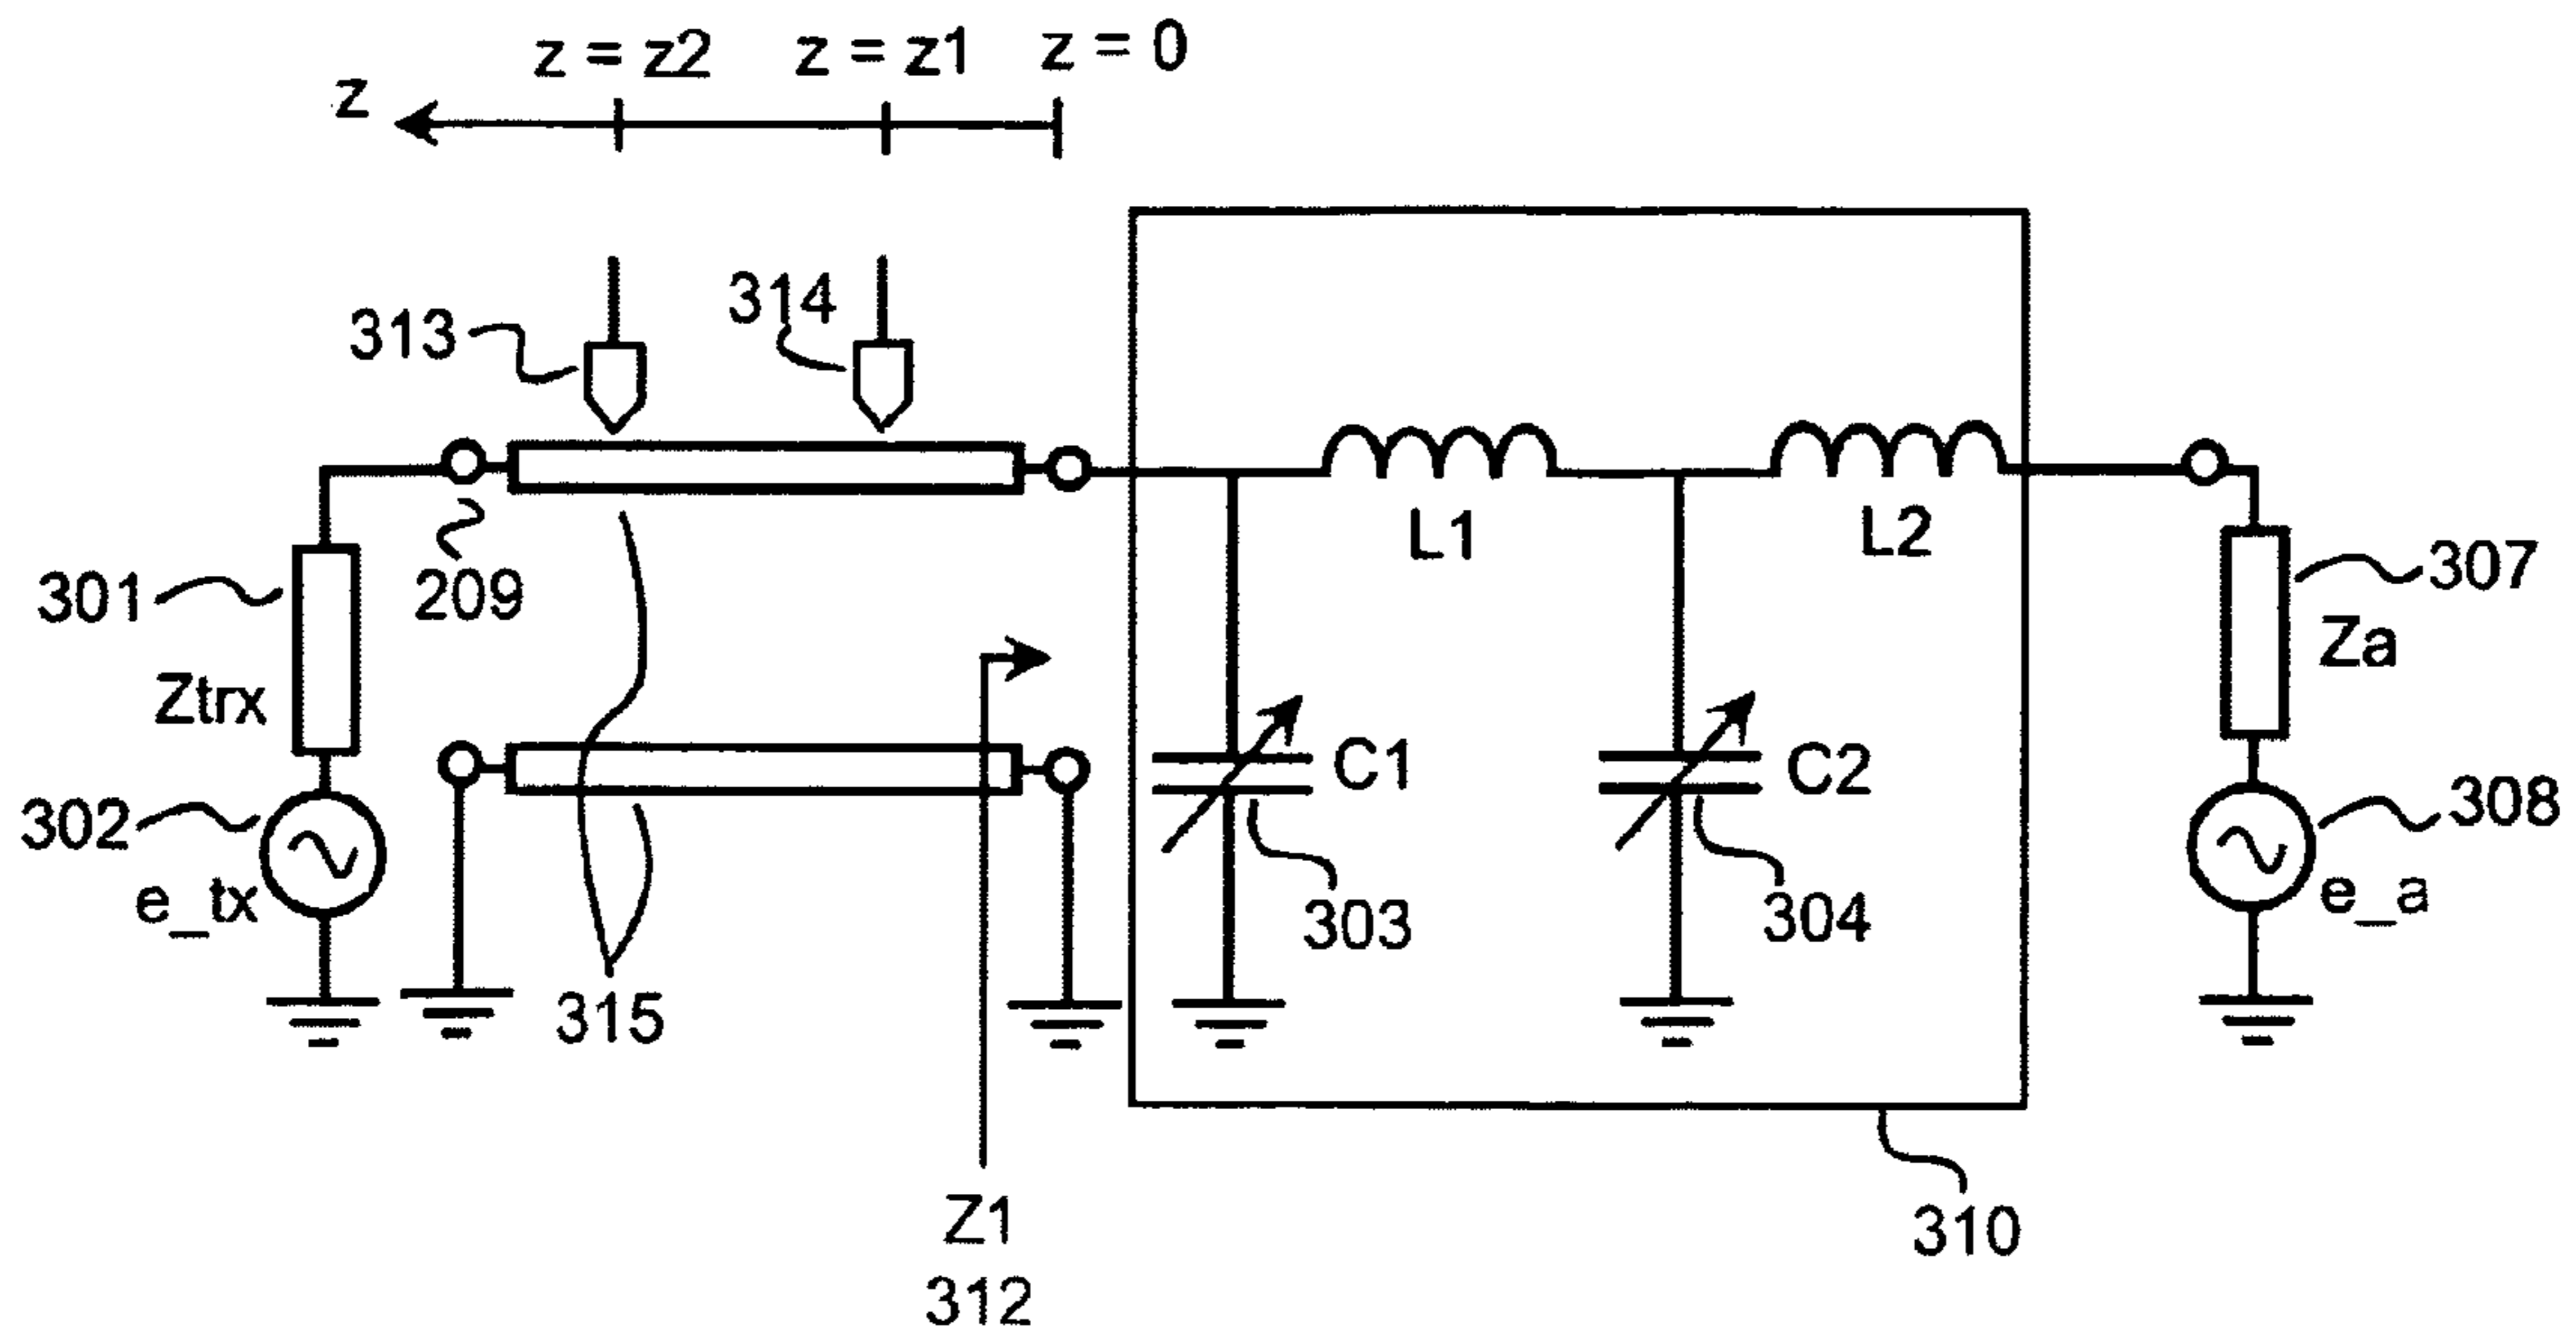 z = z2
z = z1
z = 0
z
313
314
209
301
Ztrx
302
e_tx
315
L1
L2
C1
303
C2
304
307
Za
308
e_a
310
Z1
312